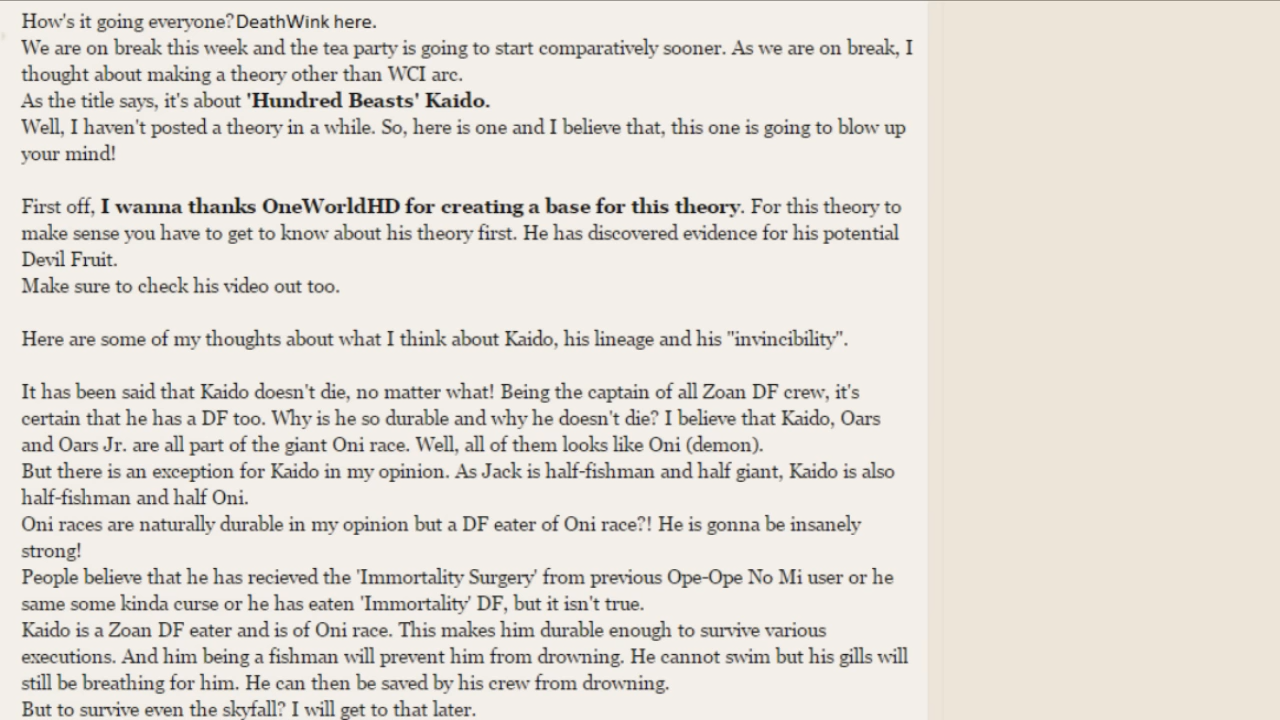 How's it going everyone? DeathWink here.
We are on break this week and the tea party is going to start comparatively sooner. As we are on break, I
thought about making a theory other than WCI arc.
As the title says, it's about 'Hundred Beasts' Kaido.
Well, I haven't posted a theory in a while. So, here is one and I believe that, this one is going to blow up
your mind!
First off, I wanna thanks OneWorldHD for creating a base for this theory. For this theory to
make sense you have to get to know about his theory first. He has discovered evidence for his potential
Devil Fruit.
Make sure to check his video out too.
Here are some of my thoughts about what I think about Kaido, his lineage and his "invincibility".
It has been said that Kaido doesn't die, no matter what! Being the captain of all Zoan DF crew, it's
certain that he has a DF too. Why is he so durable and why he doesn't die? I believe that Kaido, Oars
and Oars Jr. are all part of the giant Oni race. Well, all of them looks like Oni (demon).
But there is an exception for Kaido in my opinion. As Jack is half-fishman and half giant, Kaido is also
half-fishman and half Oni.
Oni races are naturally durable in my opinion but a DF eater of Oni race?! He is gonna be insanely
strong!
People believe that he has recieved the 'Immortality Surgery' from previous Ope-Ope No Mi user or he
same some kinda curse or he has eaten 'Immortality' DF, but it isn't true.
Kaido is a Zoan DF eater and is of Oni race. This makes him durable enough to survive various
executions. And him being a fishman will prevent him from drowning. He cannot swim but his gills will
still be breathing for him. He can then be saved by his crew from drowning.
But to survive even the skyfall? I will get to that later.